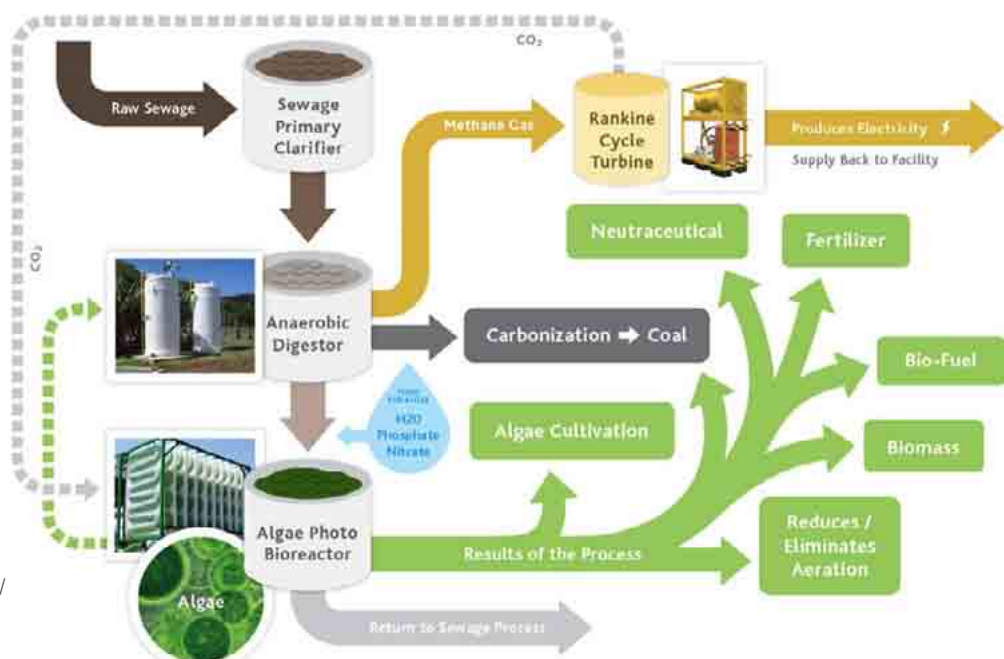 CO₂
Raw Sewage
Sewage
Primary
Clarifier
Methane Gas
Rankine
Cycle
Turbine
Produces Electricity
Supply Back to Facility
CO₂
Neutraceutical
Fertilizer
Anaerobic
Digestor
Carbonization ➡ Coal
Bio-Fuel
H2O
Phosphate
Nitrate
Algae Cultivation
Biomass
Algae Photo
Bioreactor
Results of the Process
Reduces /
Eliminates
Aeration
/
Algae
Return to Sewage Process